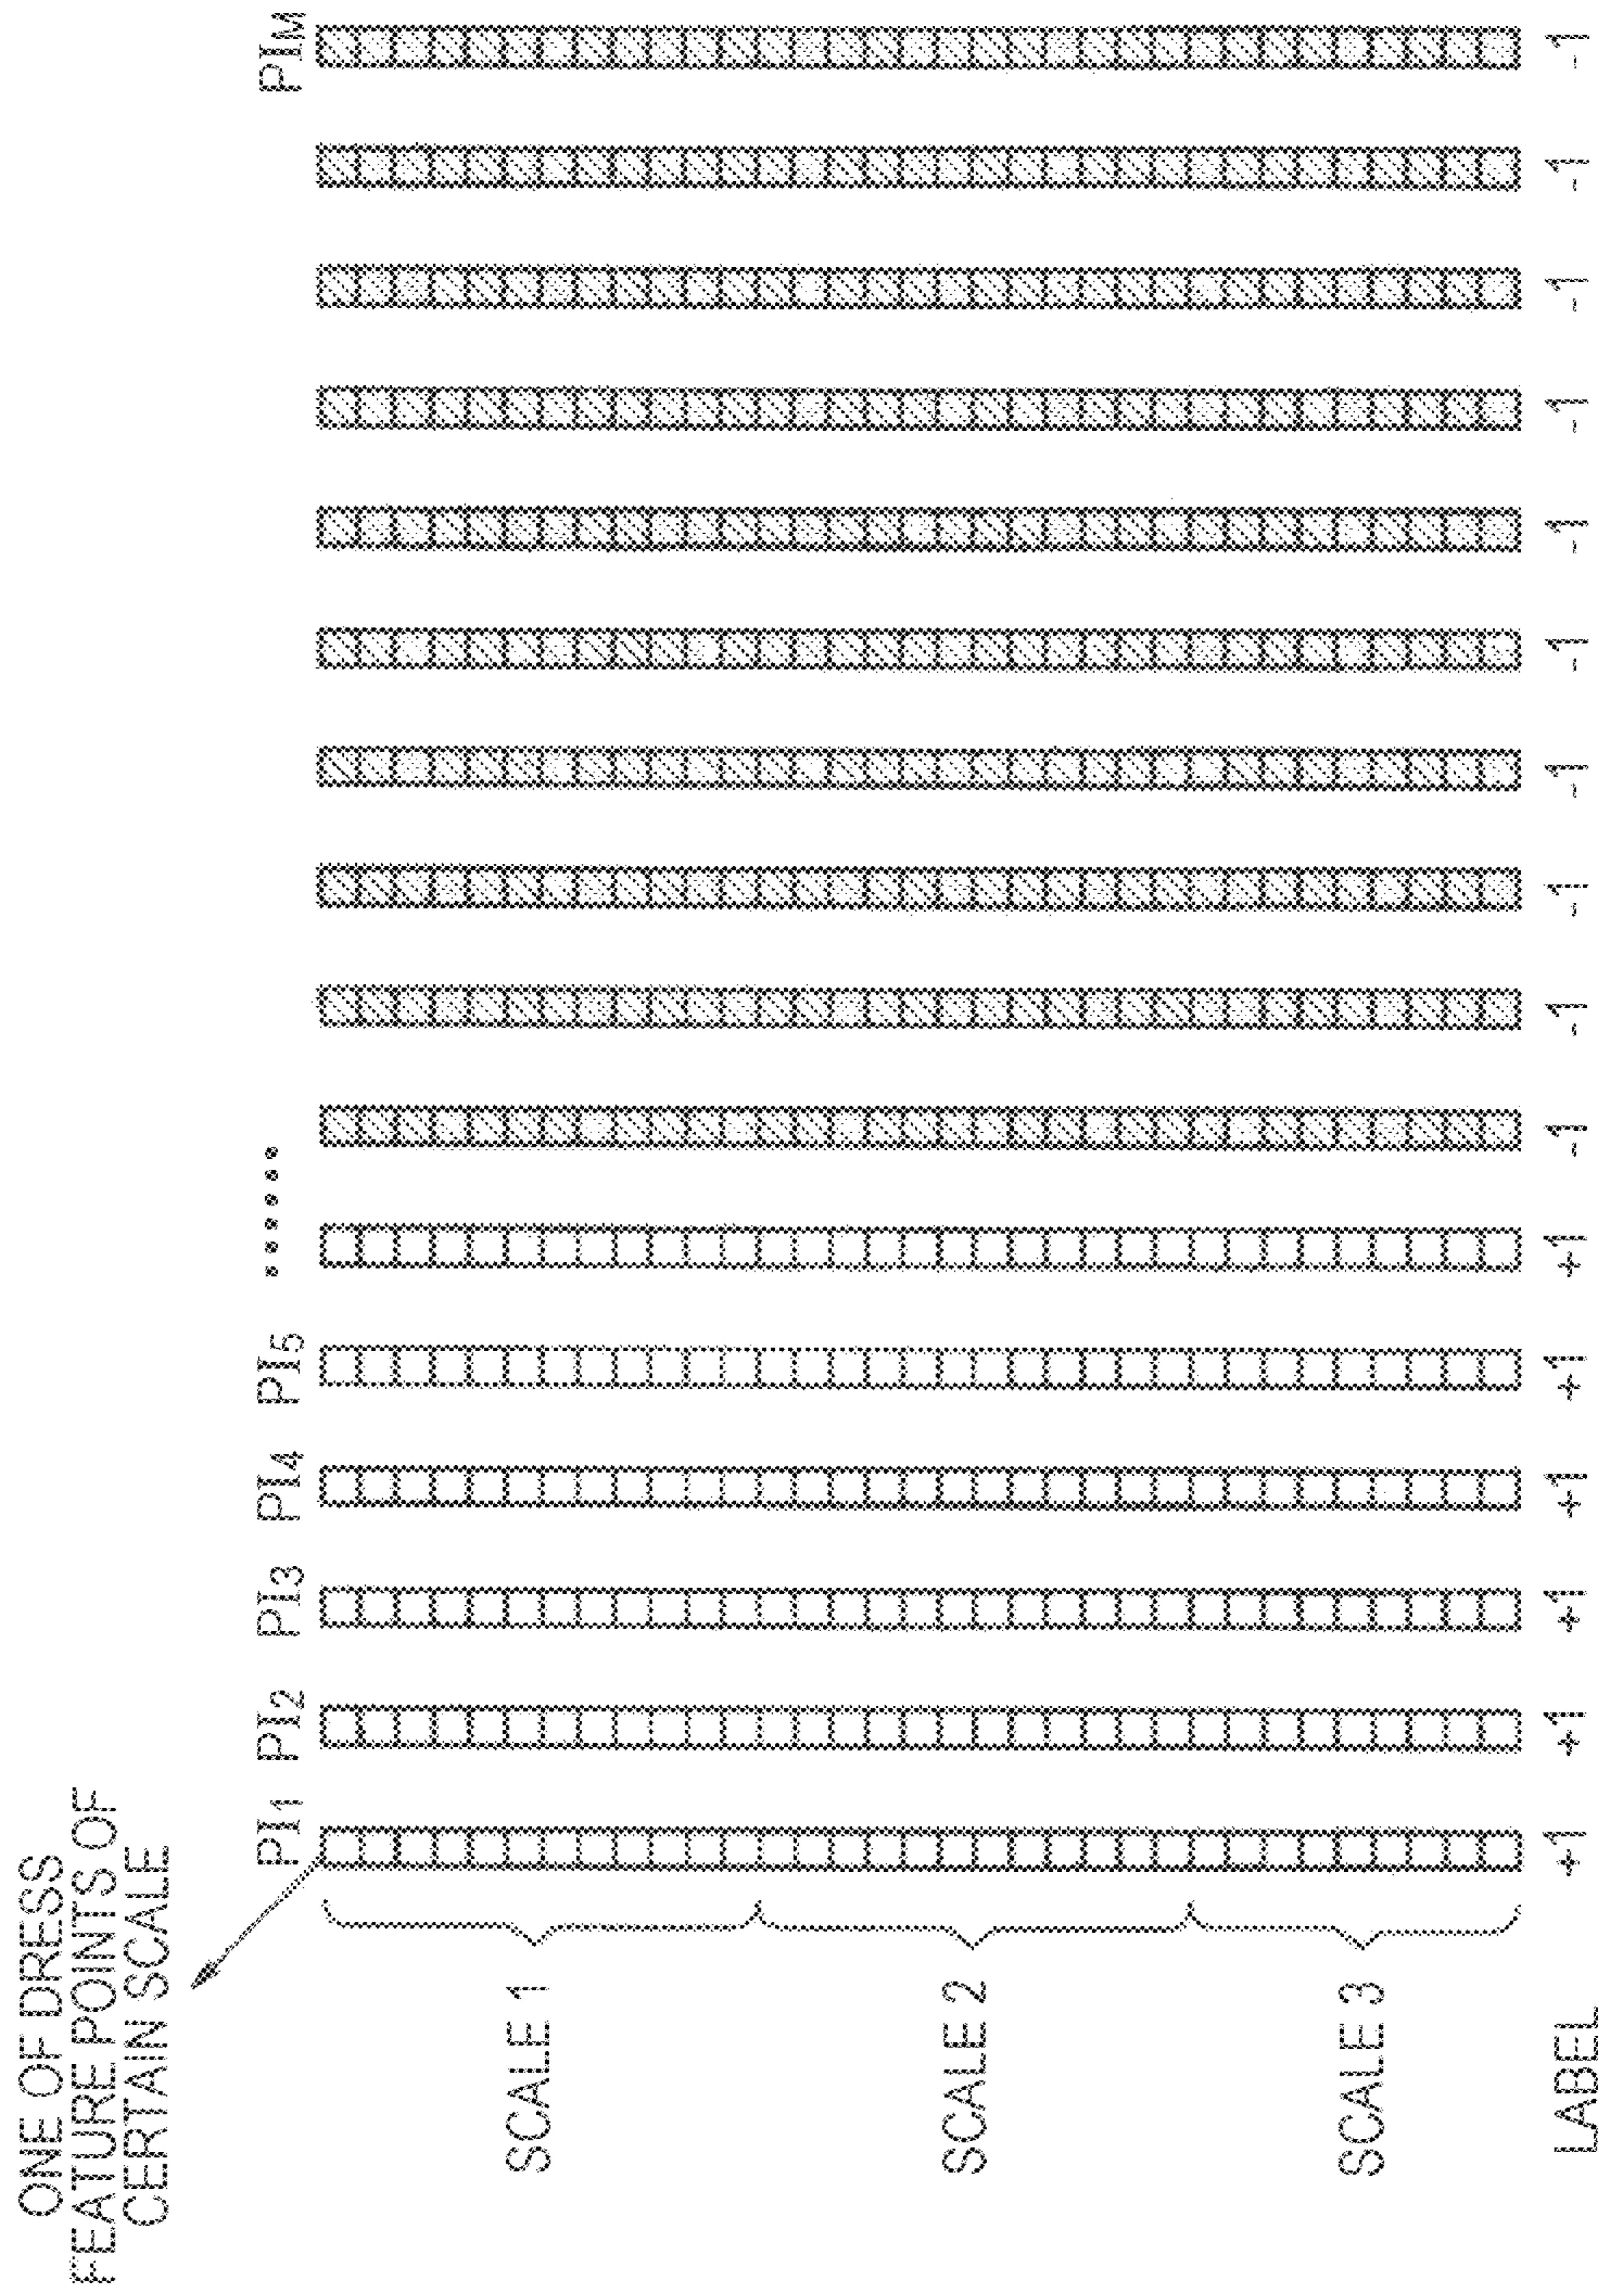 ONE OF DRESS
FEATURE POINTS OF
CERTAIN SCALE
PI1 PI2 PI3 PI4 PI5 •••••• PIM
SCALE 1
SCALE 2
SCALE 3
LABEL +1 +1 +1 +1 +1 +1 -1 -1 -1 -1 -1 -1 -1 -1 -1 -1